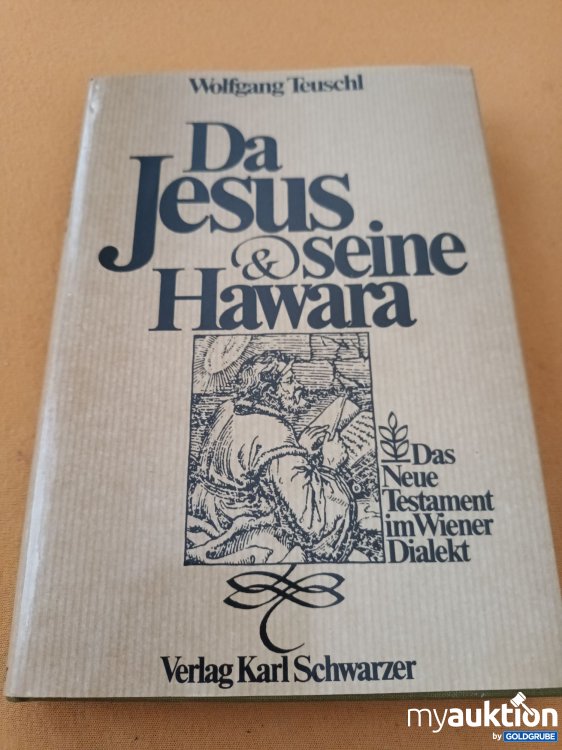 Wolfgang Teuschl
Da
Jesus
& seine
Hawara
Das
Neue
Testament
im Wiener
Dialekt
Verlag Karl Schwarzer
myauktion
by GOLDGRUBE